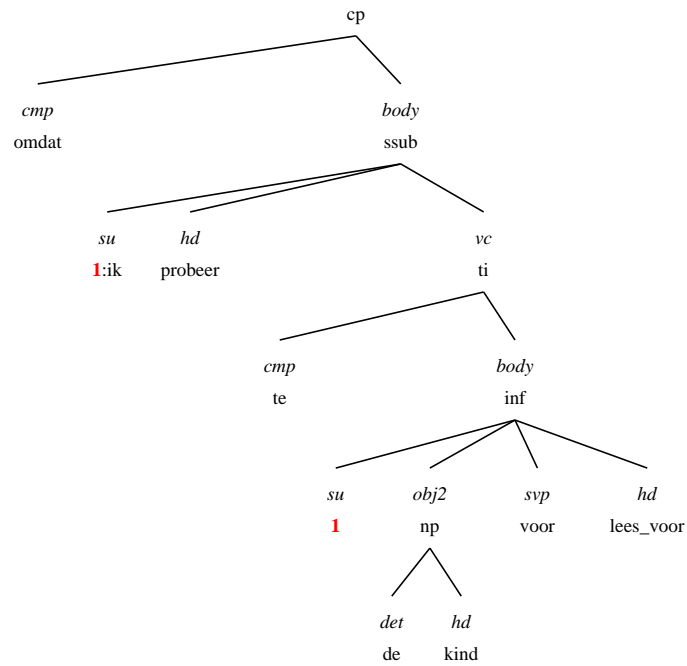 cp
cmp body
omdat ssub
su hd vc
1:ik probeer ti
cmp body
te inf
su obj2 svp hd
1 np voor lees_voor
det hd
de kind